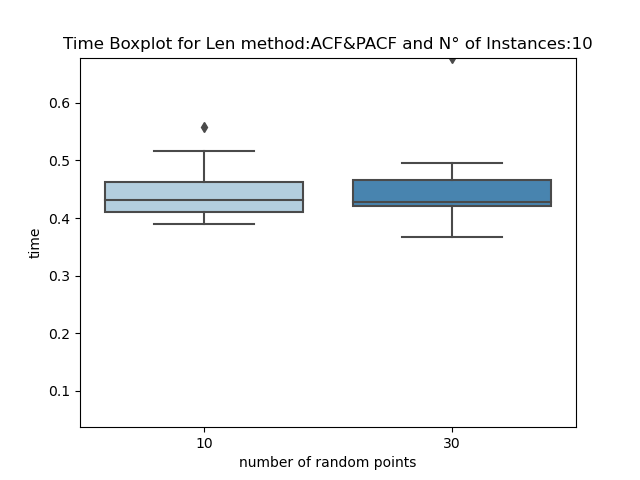 Time Boxplot for Len method:ACF&PACF and N° of Instances:10
0.6
0.5
0.4
0.3
0.2
0.1
time
10
30
number of random points